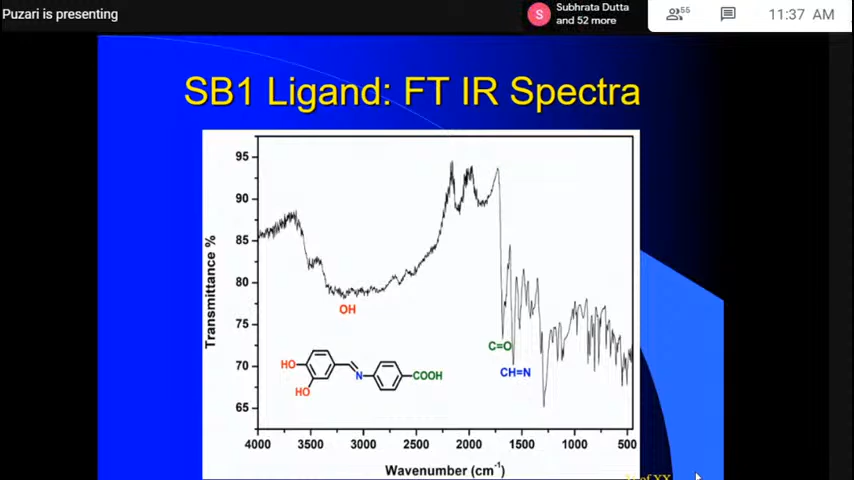 Puzari is presenting
S
Subhrata Dutta
and 52 more
55
11:37 AM
SB1 Ligand: FT IR Spectra
95
90
85
80
75
70
65
Transmittance %
OH
C=O
CH=N
HO
HO
N
COOH
4000 3500 3000 2500 2000 1500 1000 500
Wavenumber (cm⁻¹)